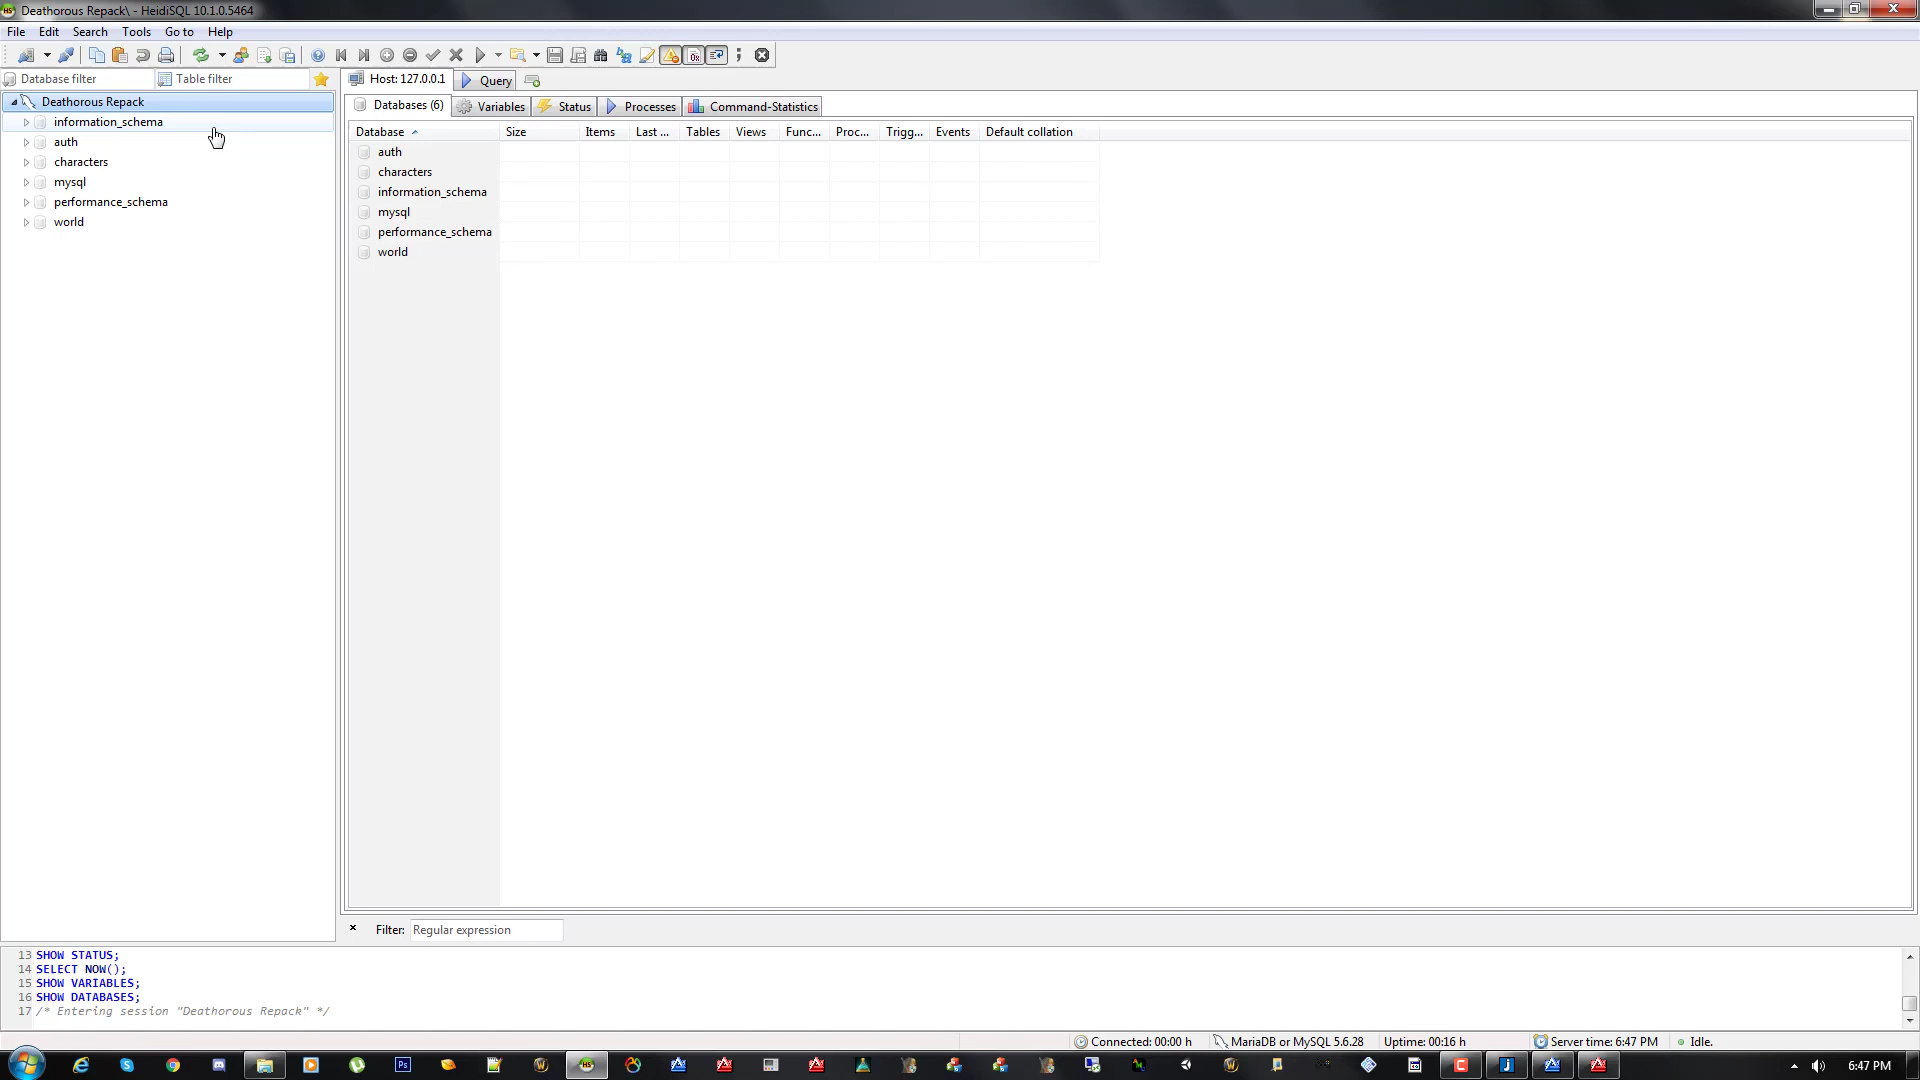 Deathorous Repack\ - HeidiSQL 10.1.0.5464
File Edit Search Tools Go to Help
Database filter Table filter
Host: 127.0.0.1 Query
Deathorous Repack
information_schema
auth
characters
mysql
performance_schema
world
Databases (6) Variables Status Processes Command-Statistics
Database Size Items Last ... Tables Views Func... Proc... Trigg... Events Default collation
auth
characters
information_schema
mysql
performance_schema
world
Filter: Regular expression
13 SHOW STATUS;
14 SELECT NOW();
15 SHOW VARIABLES;
16 SHOW DATABASES;
17 /* Entering session "Deathorous Repack" */
Connected: 00:00 h MariaDB or MySQL 5.6.28 Uptime: 00:16 h Server time: 6:47 PM Idle.
6:47 PM